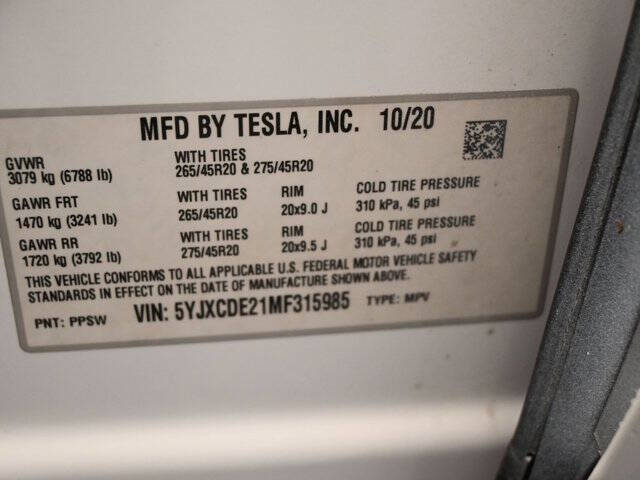 MFD BY TESLA, INC. 10/20
GVWR
3079 kg (6788 lb)
WITH TIRES
265/45R20 & 275/45R20
GAWR FRT
1470 kg (3241 lb)
WITH TIRES
265/45R20
RIM
20x9.0 J
COLD TIRE PRESSURE
310 kPa, 45 psi
GAWR RR
1720 kg (3792 lb)
WITH TIRES
275/45R20
RIM
20x9.5 J
COLD TIRE PRESSURE
310 kPa, 45 psi
THIS VEHICLE CONFORMS TO ALL APPLICABLE U.S. FEDERAL MOTOR VEHICLE SAFETY
STANDARDS IN EFFECT ON THE DATE OF MANUFACTURE SHOWN ABOVE.
PNT: PPSW VIN: 5YJXCDE21MF315985 TYPE: MPV